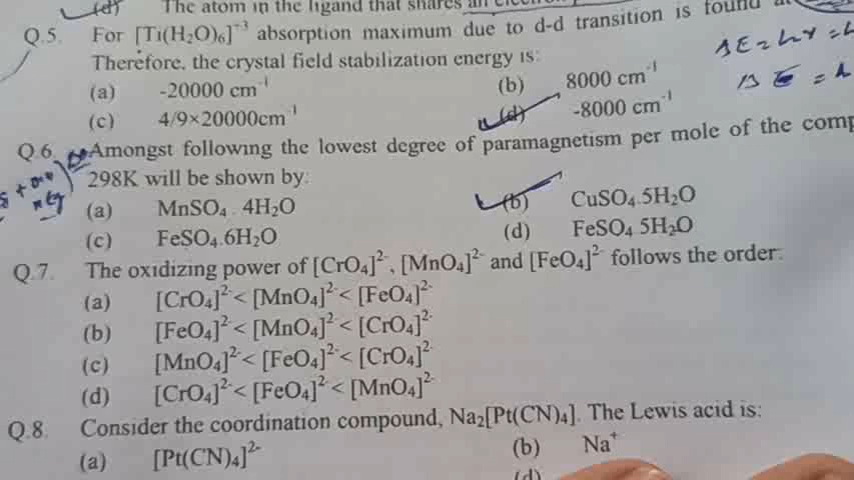 (d) The atom in the ligand that shares an
Q.5. For [Ti(H₂O)₆]⁺³ absorption maximum due to d-d transition is found
Therefore, the crystal field stabilization energy is:
(a) -20000 cm⁻¹ (b) 8000 cm⁻¹
(c) 4/9×20000cm⁻¹ (d) -8000 cm⁻¹
Q.6. Amongst following the lowest degree of paramagnetism per mole of the
298K will be shown by:
(a) MnSO₄ . 4H₂O (b) CuSO₄.5H₂O
(c) FeSO₄.6H₂O (d) FeSO₄ 5H₂O
Q.7. The oxidizing power of [CrO₄]²⁻, [MnO₄]²⁻ and [FeO₄]²⁻ follows the order:
(a) [CrO₄]²⁻ < [MnO₄]²⁻ < [FeO₄]²⁻
(b) [FeO₄]²⁻ < [MnO₄]²⁻ < [CrO₄]²⁻
(c) [MnO₄]²⁻ < [FeO₄]²⁻ < [CrO₄]²⁻
(d) [CrO₄]²⁻ < [FeO₄]²⁻ < [MnO₄]²⁻
Q.8. Consider the coordination compound, Na₂[Pt(CN)₄]. The Lewis acid is:
(a) [Pt(CN)₄]²⁻ (b) Na⁺
(d)